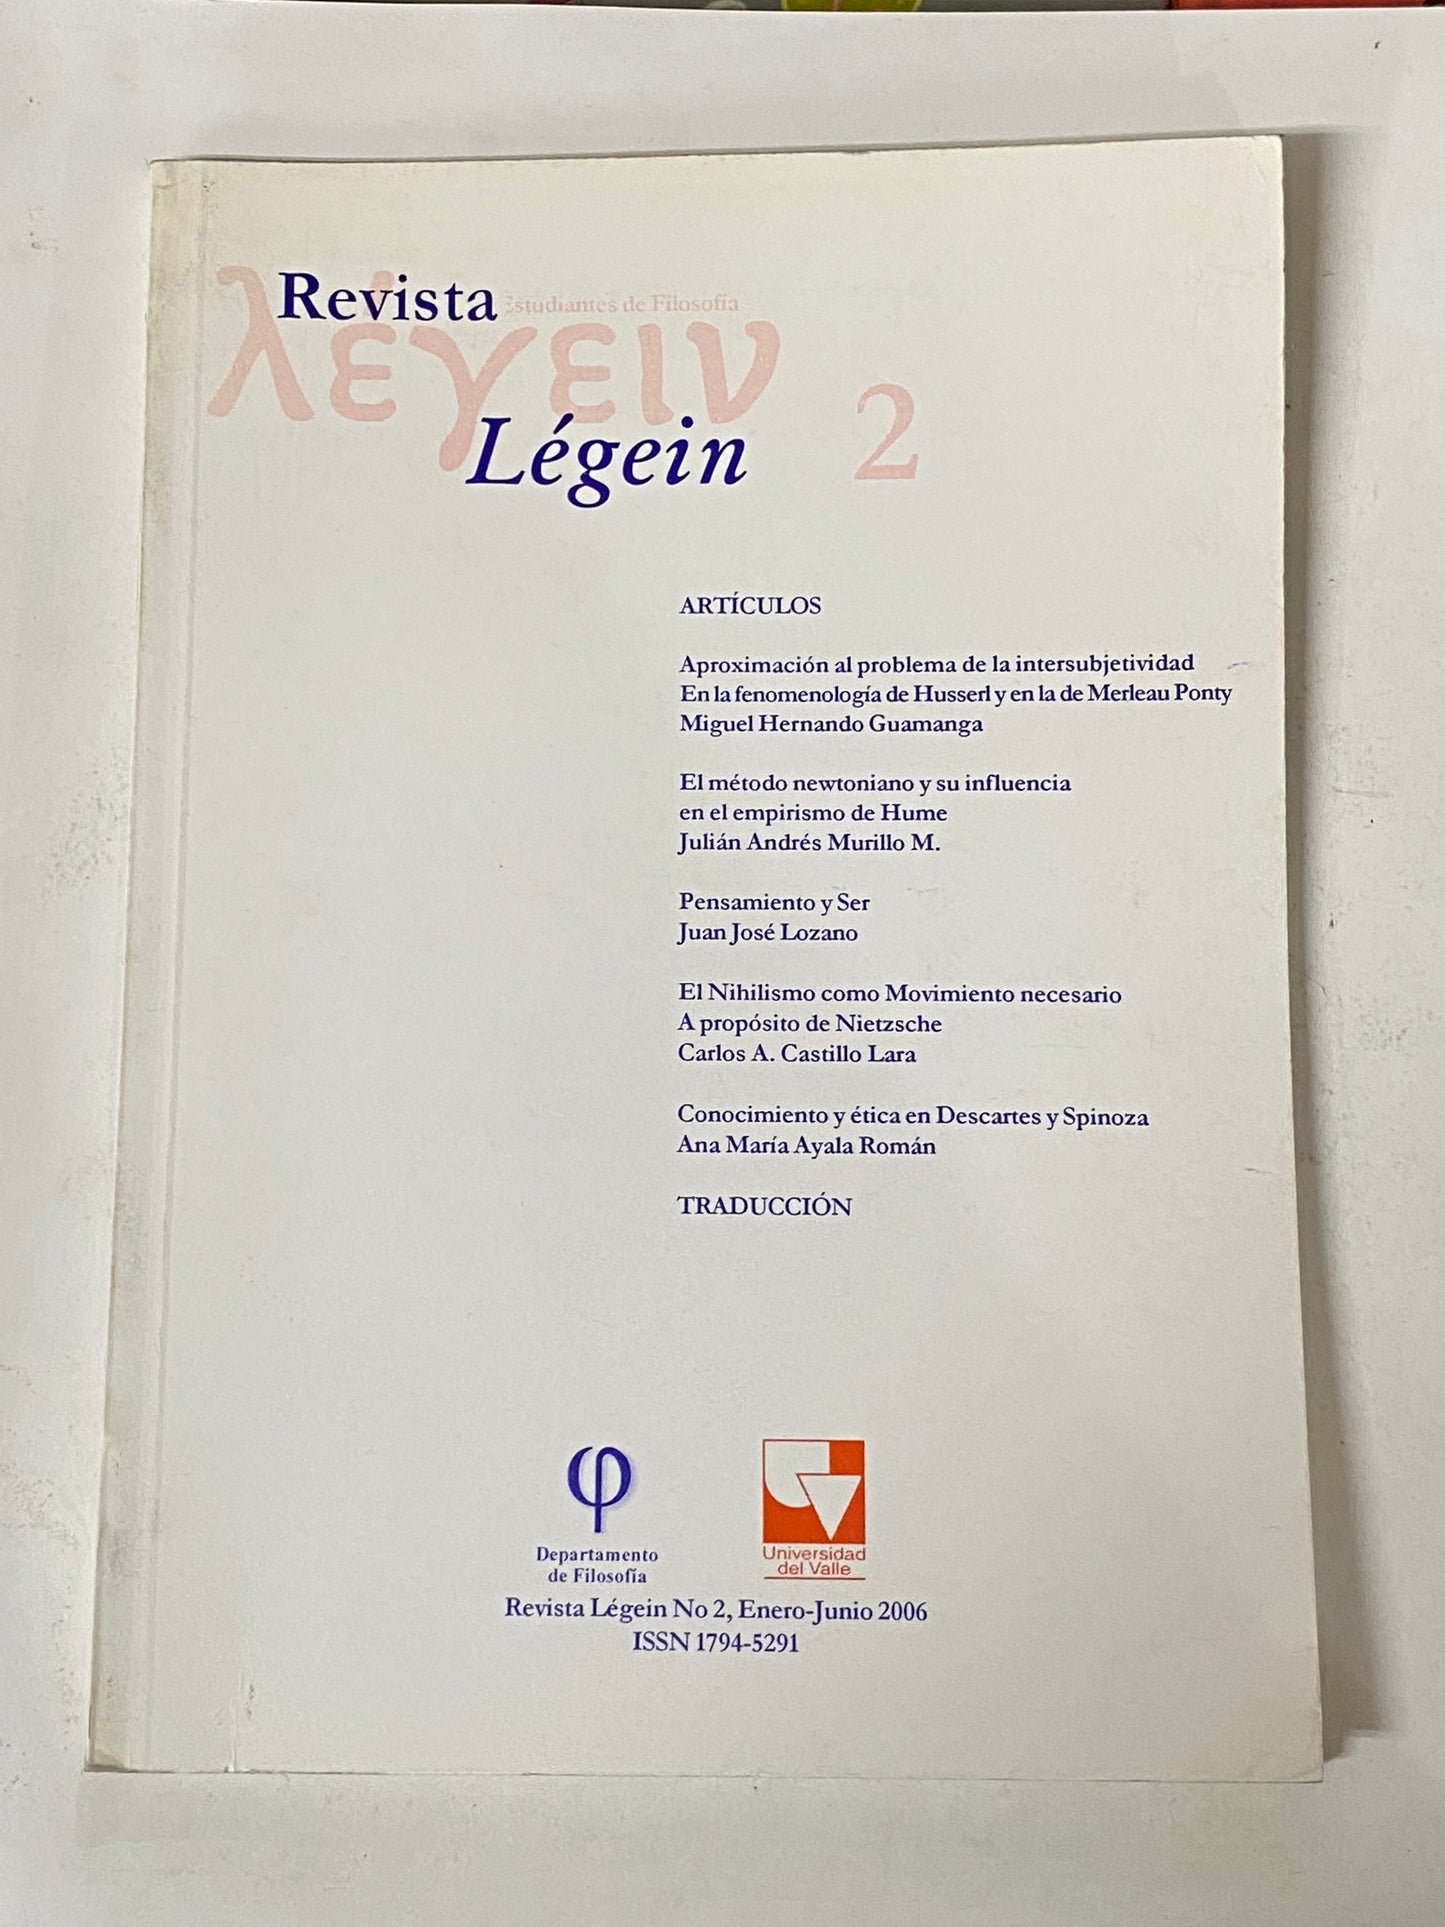 Revista
Estudiantes de Filosofía
λέγειν
Légein
2
ARTÍCULOS
Aproximación al problema de la intersubjetividad
En la fenomenología de Husserl y en la de Merleau Ponty
Miguel Hernando Guamanga
El método newtoniano y su influencia
en el empirismo de Hume
Julián Andrés Murillo M.
Pensamiento y Ser
Juan José Lozano
El Nihilismo como Movimiento necesario
A propósito de Nietzsche
Carlos A. Castillo Lara
Conocimiento y ética en Descartes y Spinoza
Ana María Ayala Román
TRADUCCIÓN
φ
Departamento
de Filosofía
Universidad
del Valle
Revista Légein No 2, Enero-Junio 2006
ISSN 1794-5291